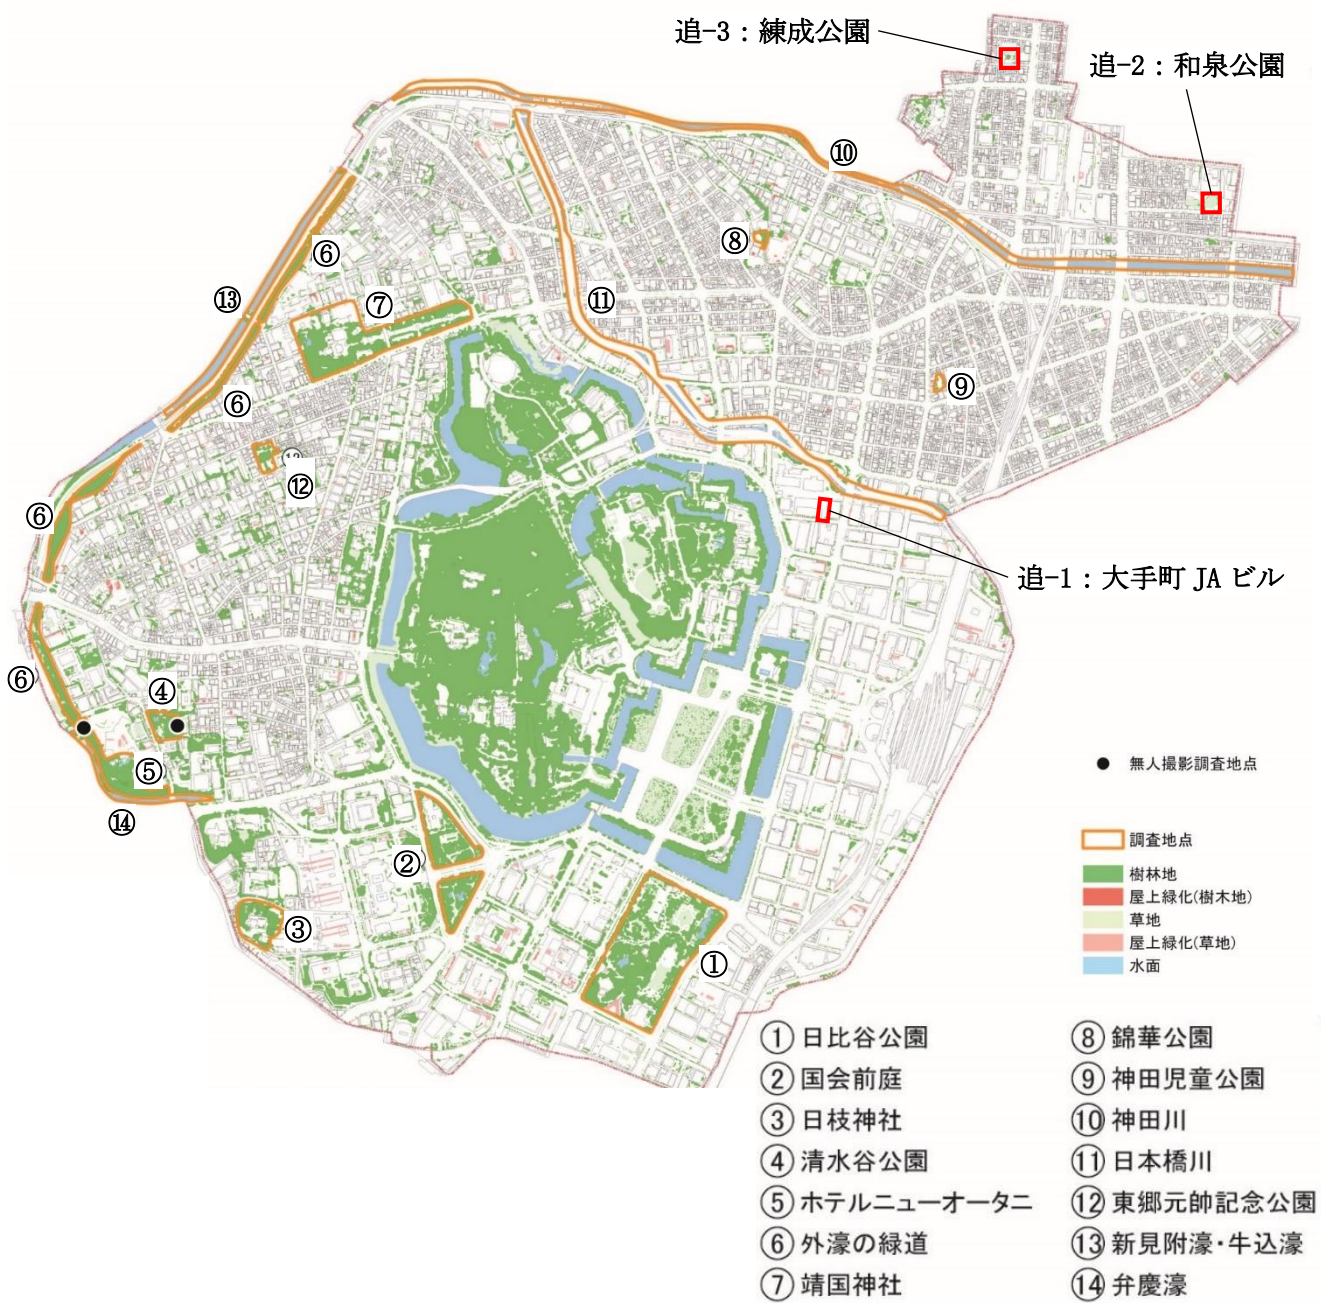 追-3：練成公園
追-2：和泉公園
⑩
⑧
⑥
⑦
⑬
⑪
⑥
⑨
⑫
⑥
追-1：大手町 JA ビル
⑥
④
⑤
⑭
②
③
①
無人撮影調査地点
調査地点
樹林地
屋上緑化(樹木地)
草地
屋上緑化(草地)
水面
① 日比谷公園
② 国会前庭
③ 日枝神社
④ 清水谷公園
⑤ ホテルニューオータニ
⑥ 外濠の緑道
⑦ 靖国神社
⑧ 錦華公園
⑨ 神田児童公園
⑩ 神田川
⑪ 日本橋川
⑫ 東郷元帥記念公園
⑬ 新見附濠・牛込濠
⑭ 弁慶濠